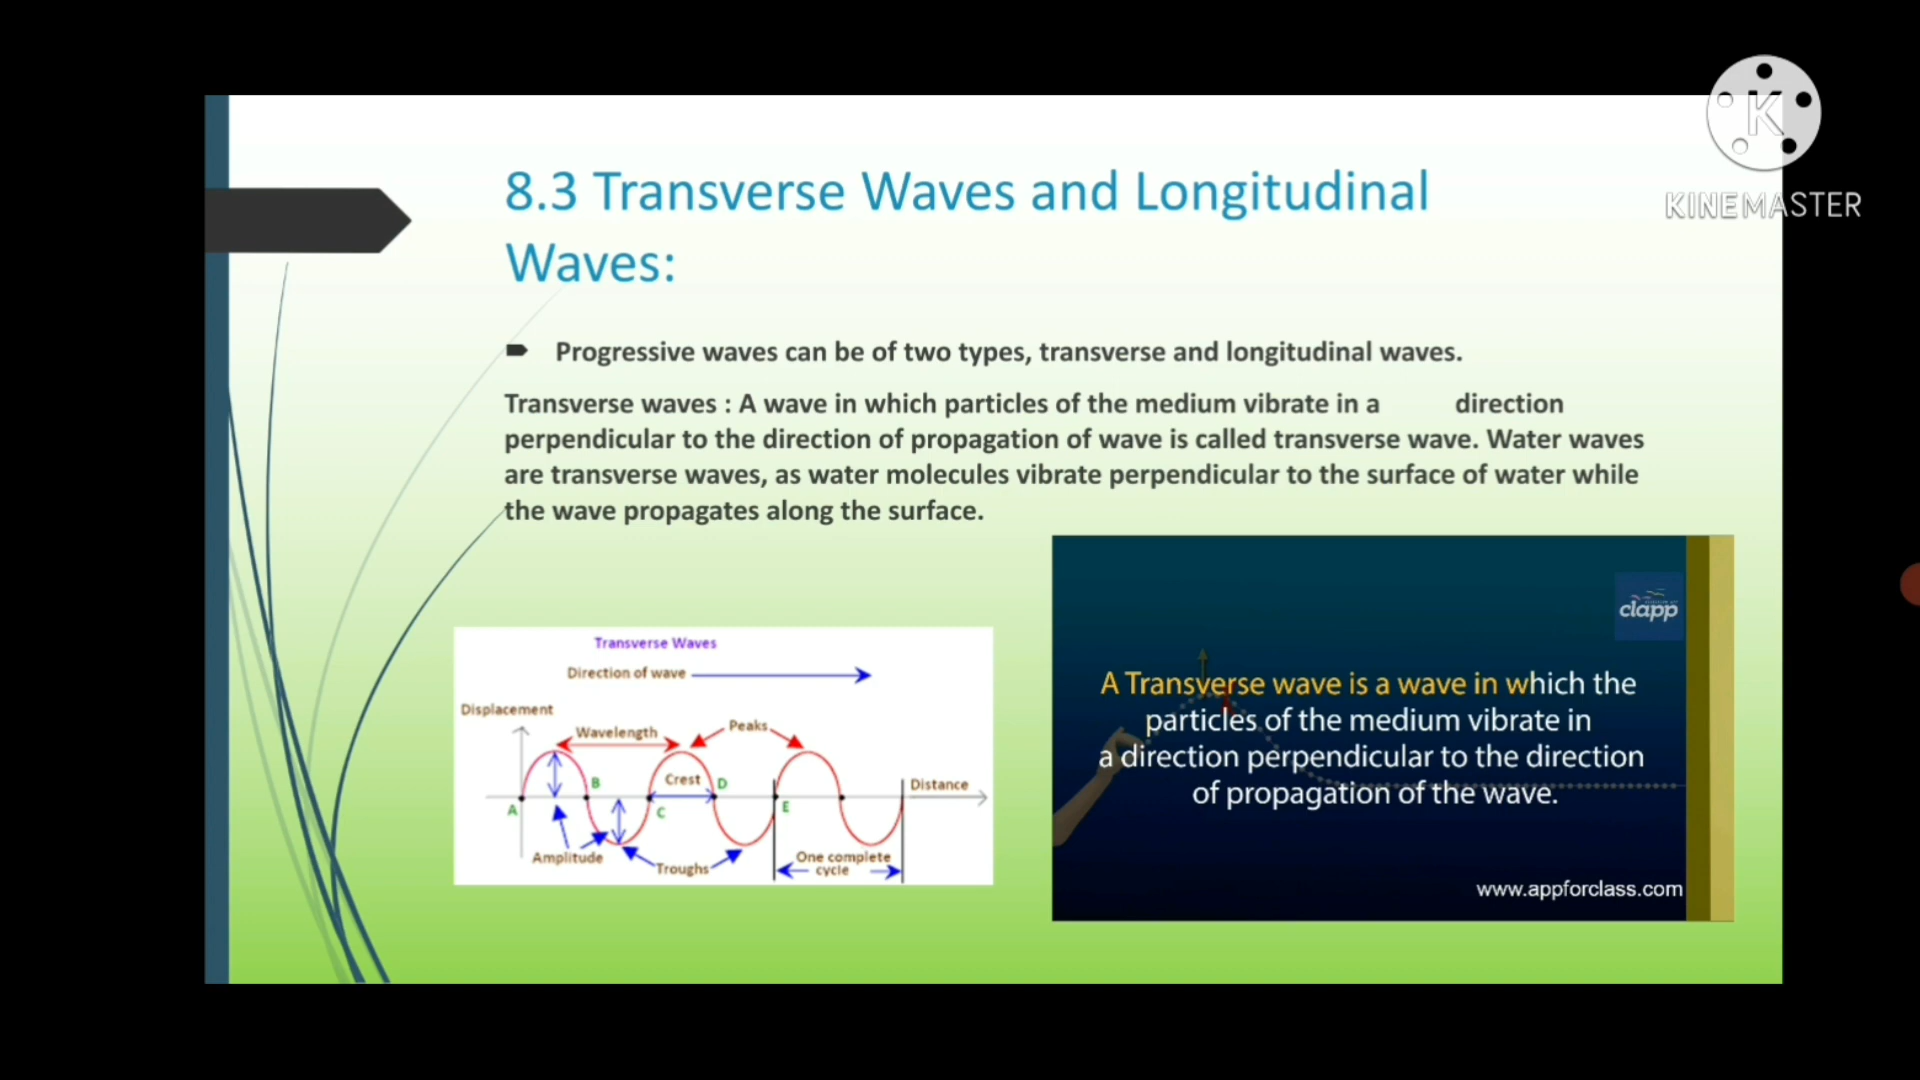 K
KINEMASTER
8.3 Transverse Waves and Longitudinal
Waves:
Progressive waves can be of two types, transverse and longitudinal waves.
Transverse waves : A wave in which particles of the medium vibrate in a direction
perpendicular to the direction of propagation of wave is called transverse wave. Water waves
are transverse waves, as water molecules vibrate perpendicular to the surface of water while
the wave propagates along the surface.
Transverse Waves
Direction of wave
Displacement
Wavelength
Peaks
B
Crest
D
Distance
A
C
E
Amplitude
Troughs
One complete
cycle
clapp
A Transverse wave is a wave in which the
particles of the medium vibrate in
a direction perpendicular to the direction
of propagation of the wave.
www.appforclass.com